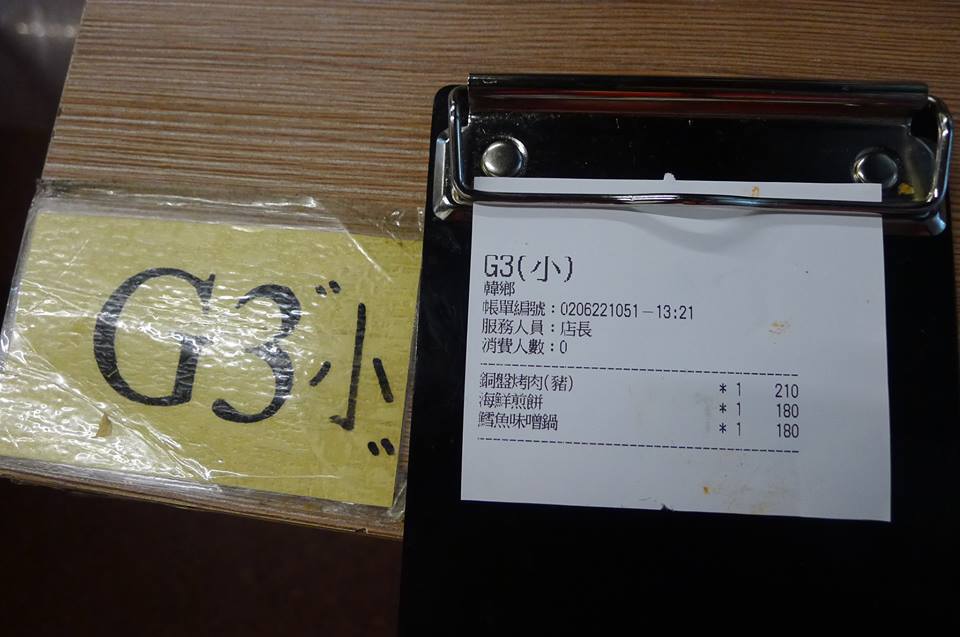 G3"小"
G3(小)
韓鄉
帳單編號：0206221051－13:21
服務人員：店長
消費人數：0
銅盤烤肉(豬) * 1 210
海鮮煎餅 * 1 180
鱈魚味噌鍋 * 1 180